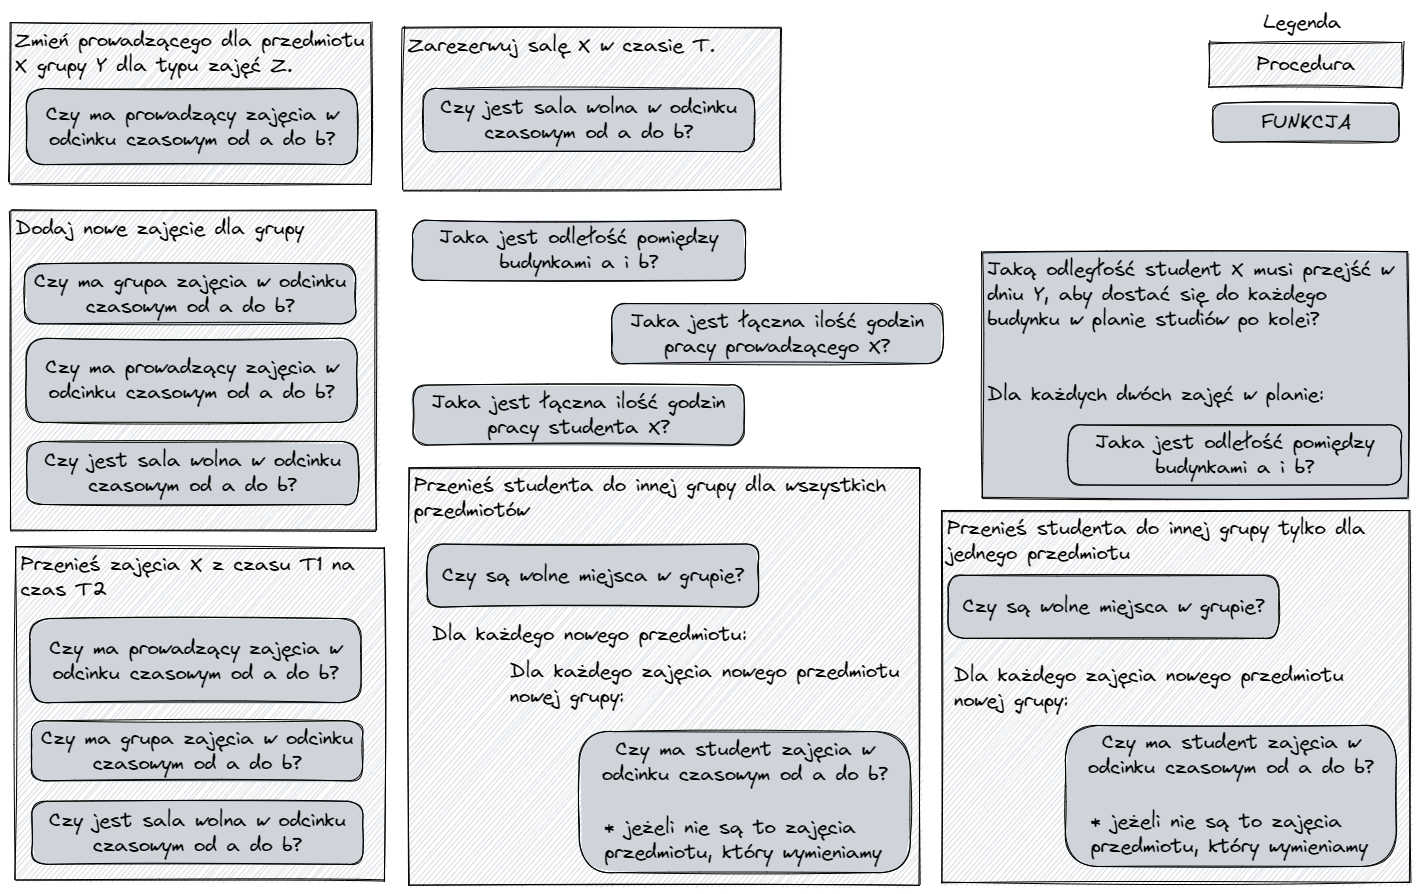 Zmień prowadzącego dla przedmiotu
X grupy Y dla typu zajęć Z.
Czy ma prowadzący zajęcia w
odcinku czasowym od a do b?
Zarezerwuj salę X w czasie T.
Czy jest sala wolna w odcinku
czasowym od a do b?
Legenda
Procedura
FUNKCJA
Dodaj nowe zajęcie dla grupy
Czy ma grupa zajęcia w odcinku
czasowym od a do b?
Czy ma prowadzący zajęcia w
odcinku czasowym od a do b?
Czy jest sala wolna w odcinku
czasowym od a do b?
Jaka jest odlełość pomiędzy
budynkami a i b?
Jaka jest łączna ilość godzin
pracy prowadzącego X?
Jaka jest łączna ilość godzin
pracy studenta X?
Jaką odległość student X musi przejść w
dniu Y, aby dostać się do każdego
budynku w planie studiów po kolei?
Dla każdych dwóch zajęć w planie:
Jaka jest odlełość pomiędzy
budynkami a i b?
Przenieś zajęcia X z czasu T1 na
czas T2
Czy ma prowadzący zajęcia w
odcinku czasowym od a do b?
Czy ma grupa zajęcia w odcinku
czasowym od a do b?
Czy jest sala wolna w odcinku
czasowym od a do b?
Przenieś studenta do innej grupy dla wszystkich
przedmiotów
Czy są wolne miejsca w grupie?
Dla każdego nowego przedmiotu:
Dla każdego zajęcia nowego przedmiotu
nowej grupy:
Czy ma student zajęcia w
odcinku czasowym od a do b?
* jeżeli nie są to zajęcia
przedmiotu, który wymieniamy
Przenieś studenta do innej grupy tylko dla
jednego przedmiotu
Czy są wolne miejsca w grupie?
Dla każdego zajęcia nowego przedmiotu
nowej grupy:
Czy ma student zajęcia w
odcinku czasowym od a do b?
* jeżeli nie są to zajęcia
przedmiotu, który wymieniamy